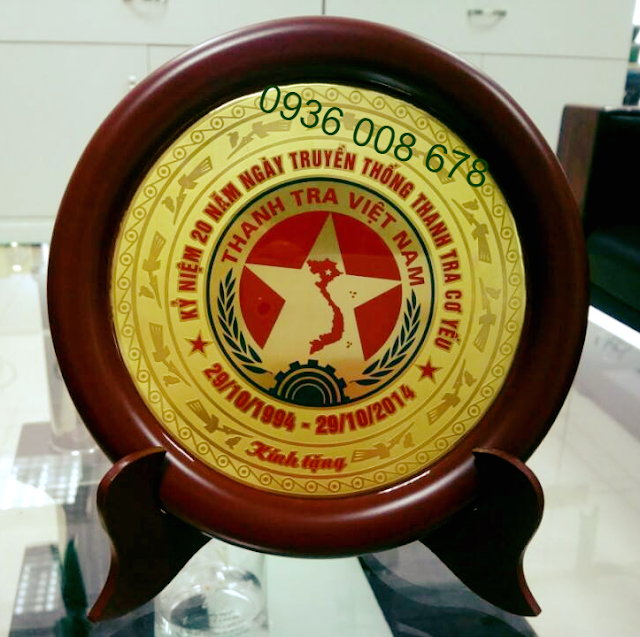 0936 008 678
KỶ NIỆM 20 NĂM NGÀY TRUYỀN THỐNG THANH TRA CƠ YẾU
THANH TRA VIỆT NAM
29/10/1994 - 29/10/2014
Kính tặng